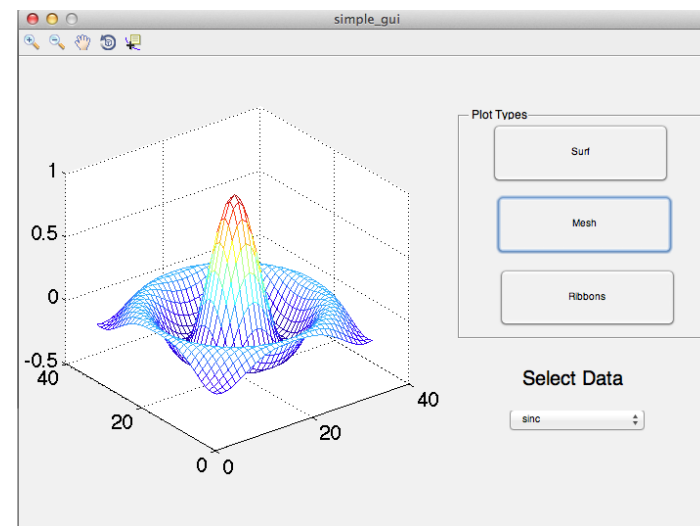 simple_gui
Plot Types
Surf
Mesh
Ribbons
Select Data
sinc
1
0.5
0
-0.5
40
20
0
0
20
40